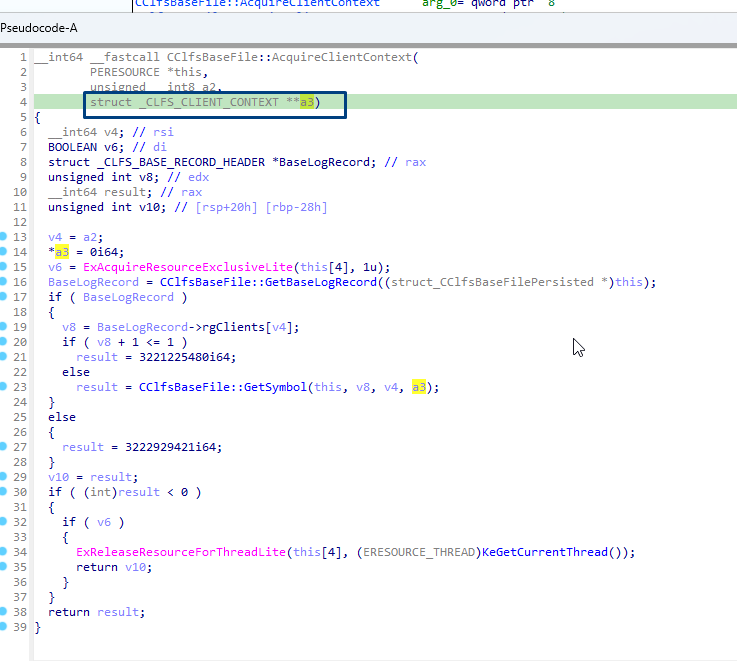 CClfsBaseFile::AcquireClientContext arg_0= qword ptr 8
Pseudocode-A
1 __int64 __fastcall CClfsBaseFile::AcquireClientContext(
2 PERESOURCE *this,
3 unsigned __int8 a2,
4 struct _CLFS_CLIENT_CONTEXT **a3)
5 {
6 __int64 v4; // rsi
7 BOOLEAN v6; // di
8 struct _CLFS_BASE_RECORD_HEADER *BaseLogRecord; // rax
9 unsigned int v8; // edx
10 __int64 result; // rax
11 unsigned int v10; // [rsp+20h] [rbp-28h]
12
13 v4 = a2;
14 *a3 = 0i64;
15 v6 = ExAcquireResourceExclusiveLite(this[4], 1u);
16 BaseLogRecord = CClfsBaseFile::GetBaseLogRecord((struct_CClfsBaseFilePersisted *)this);
17 if ( BaseLogRecord )
18 {
19 v8 = BaseLogRecord->rgClients[v4];
20 if ( v8 + 1 <= 1 )
21 result = 3221225480i64;
22 else
23 result = CClfsBaseFile::GetSymbol(this, v8, v4, a3);
24 }
25 else
26 {
27 result = 3222929421i64;
28 }
29 v10 = result;
30 if ( (int)result < 0 )
31 {
32 if ( v6 )
33 {
34 ExReleaseResourceForThreadLite(this[4], (ERESOURCE_THREAD)KeGetCurrentThread());
35 return v10;
36 }
37 }
38 return result;
39 }